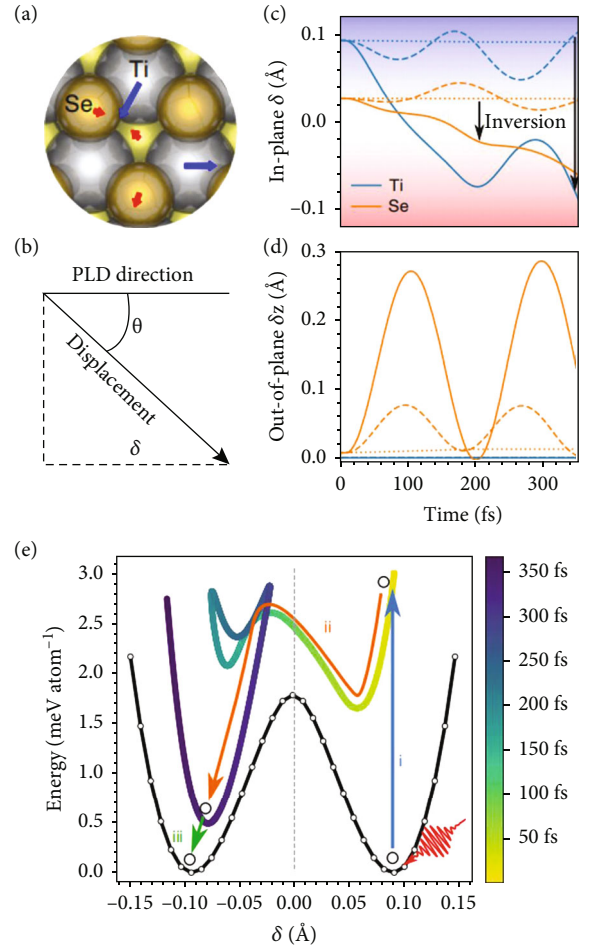 (a)
Ti
Se
(b)
PLD direction
θ
Displacement
δ
(c)
In-plane δ (Å)
0.1
0.0
−0.1
Inversion
Ti
Se
(d)
Out-of-plane δz (Å)
0.3
0.2
0.1
0.0
0
100
200
300
Time (fs)
(e)
Energy (meV atom−1)
3.0
2.5
2.0
1.5
1.0
0.5
0.0
i
ii
iii
−0.15
−0.10
−0.05
0.00
0.05
0.10
0.15
δ (Å)
350 fs
300 fs
250 fs
200 fs
150 fs
100 fs
50 fs